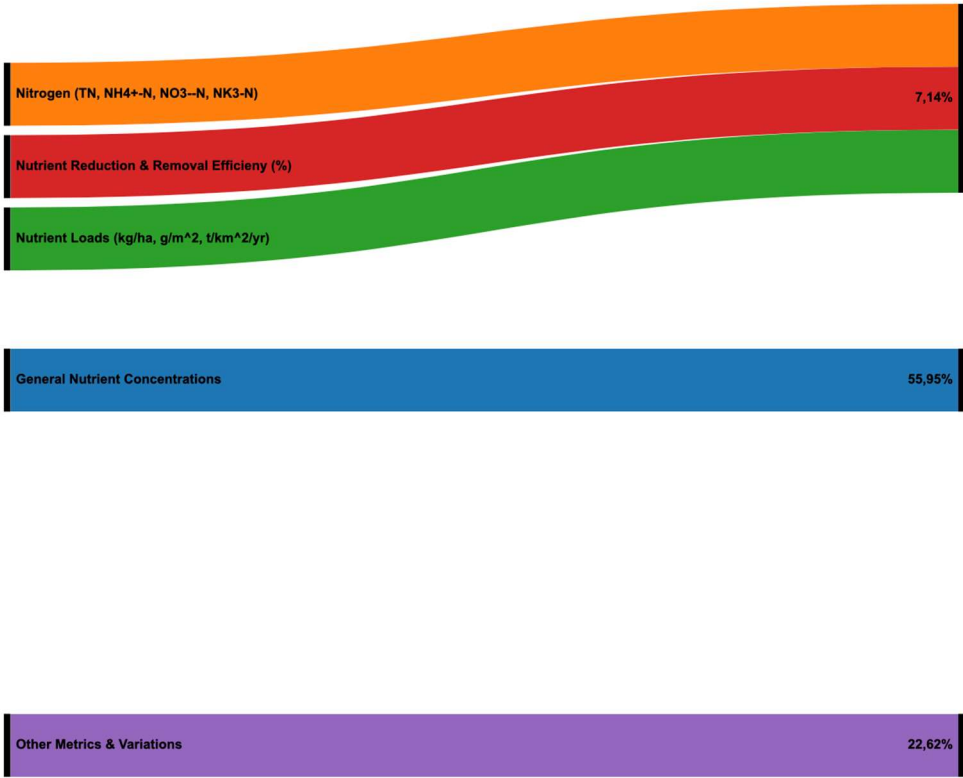 Nitrogen (TN, NH4+-N, NO3--N, NK3-N)
7,14%
Nutrient Reduction & Removal Efficieny (%)
Nutrient Loads (kg/ha, g/m^2, t/km^2/yr)
General Nutrient Concentrations
55,95%
Other Metrics & Variations
22,62%